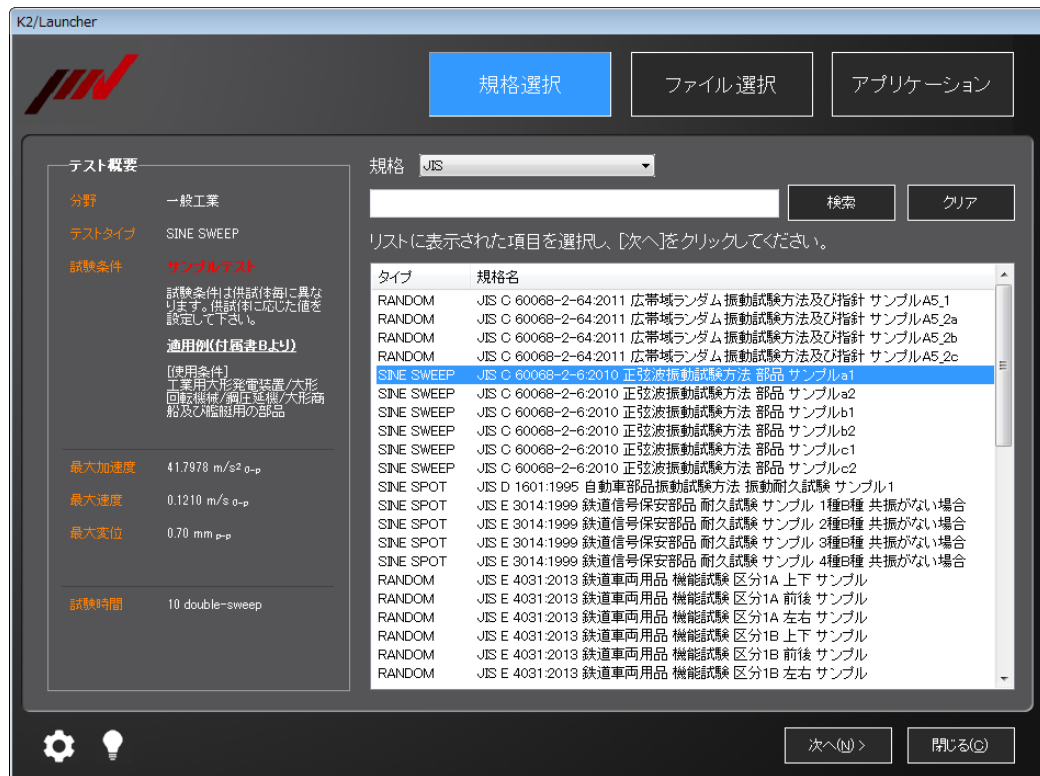 K2/Launcher
規格選択
ファイル選択
アプリケーション
テスト概要
分野 一般工業
テストタイプ SINE SWEEP
試験条件 サンプルテスト
試験条件は供試体毎に異な
ります。供試体に応じた値を
設定して下さい。
適用例(付属書Bより)
[使用条件]
工業用大形発電装置/大形
回転機械/鋼圧延機/大形商
船及び艦艇用の部品
最大加速度 41.7978 m/s² 0-p
最大速度 0.1210 m/s 0-p
最大変位 0.70 mm p-p
試験時間 10 double-sweep
規格 JIS
検索
クリア
リストに表示された項目を選択し、[次へ]をクリックしてください。
タイプ 規格名
RANDOM JIS C 60068-2-64:2011 広帯域ランダム振動試験方法及び指針 サンプルA5_1
RANDOM JIS C 60068-2-64:2011 広帯域ランダム振動試験方法及び指針 サンプルA5_2a
RANDOM JIS C 60068-2-64:2011 広帯域ランダム振動試験方法及び指針 サンプルA5_2b
RANDOM JIS C 60068-2-64:2011 広帯域ランダム振動試験方法及び指針 サンプルA5_2c
SINE SWEEP JIS C 60068-2-6:2010 正弦波振動試験方法 部品 サンプルa1
SINE SWEEP JIS C 60068-2-6:2010 正弦波振動試験方法 部品 サンプルa2
SINE SWEEP JIS C 60068-2-6:2010 正弦波振動試験方法 部品 サンプルb1
SINE SWEEP JIS C 60068-2-6:2010 正弦波振動試験方法 部品 サンプルb2
SINE SWEEP JIS C 60068-2-6:2010 正弦波振動試験方法 部品 サンプルc1
SINE SWEEP JIS C 60068-2-6:2010 正弦波振動試験方法 部品 サンプルc2
SINE SPOT JIS D 1601:1995 自動車部品振動試験方法 振動耐久試験 サンプル1
SINE SPOT JIS E 3014:1999 鉄道信号保安部品 耐久試験 サンプル 1種B種 共振がない場合
SINE SPOT JIS E 3014:1999 鉄道信号保安部品 耐久試験 サンプル 2種B種 共振がない場合
SINE SPOT JIS E 3014:1999 鉄道信号保安部品 耐久試験 サンプル 3種B種 共振がない場合
SINE SPOT JIS E 3014:1999 鉄道信号保安部品 耐久試験 サンプル 4種B種 共振がない場合
RANDOM JIS E 4031:2013 鉄道車両用品 機能試験 区分1A 上下 サンプル
RANDOM JIS E 4031:2013 鉄道車両用品 機能試験 区分1A 前後 サンプル
RANDOM JIS E 4031:2013 鉄道車両用品 機能試験 区分1A 左右 サンプル
RANDOM JIS E 4031:2013 鉄道車両用品 機能試験 区分1B 上下 サンプル
RANDOM JIS E 4031:2013 鉄道車両用品 機能試験 区分1B 前後 サンプル
RANDOM JIS E 4031:2013 鉄道車両用品 機能試験 区分1B 左右 サンプル
次へ(N) >
閉じる(C)